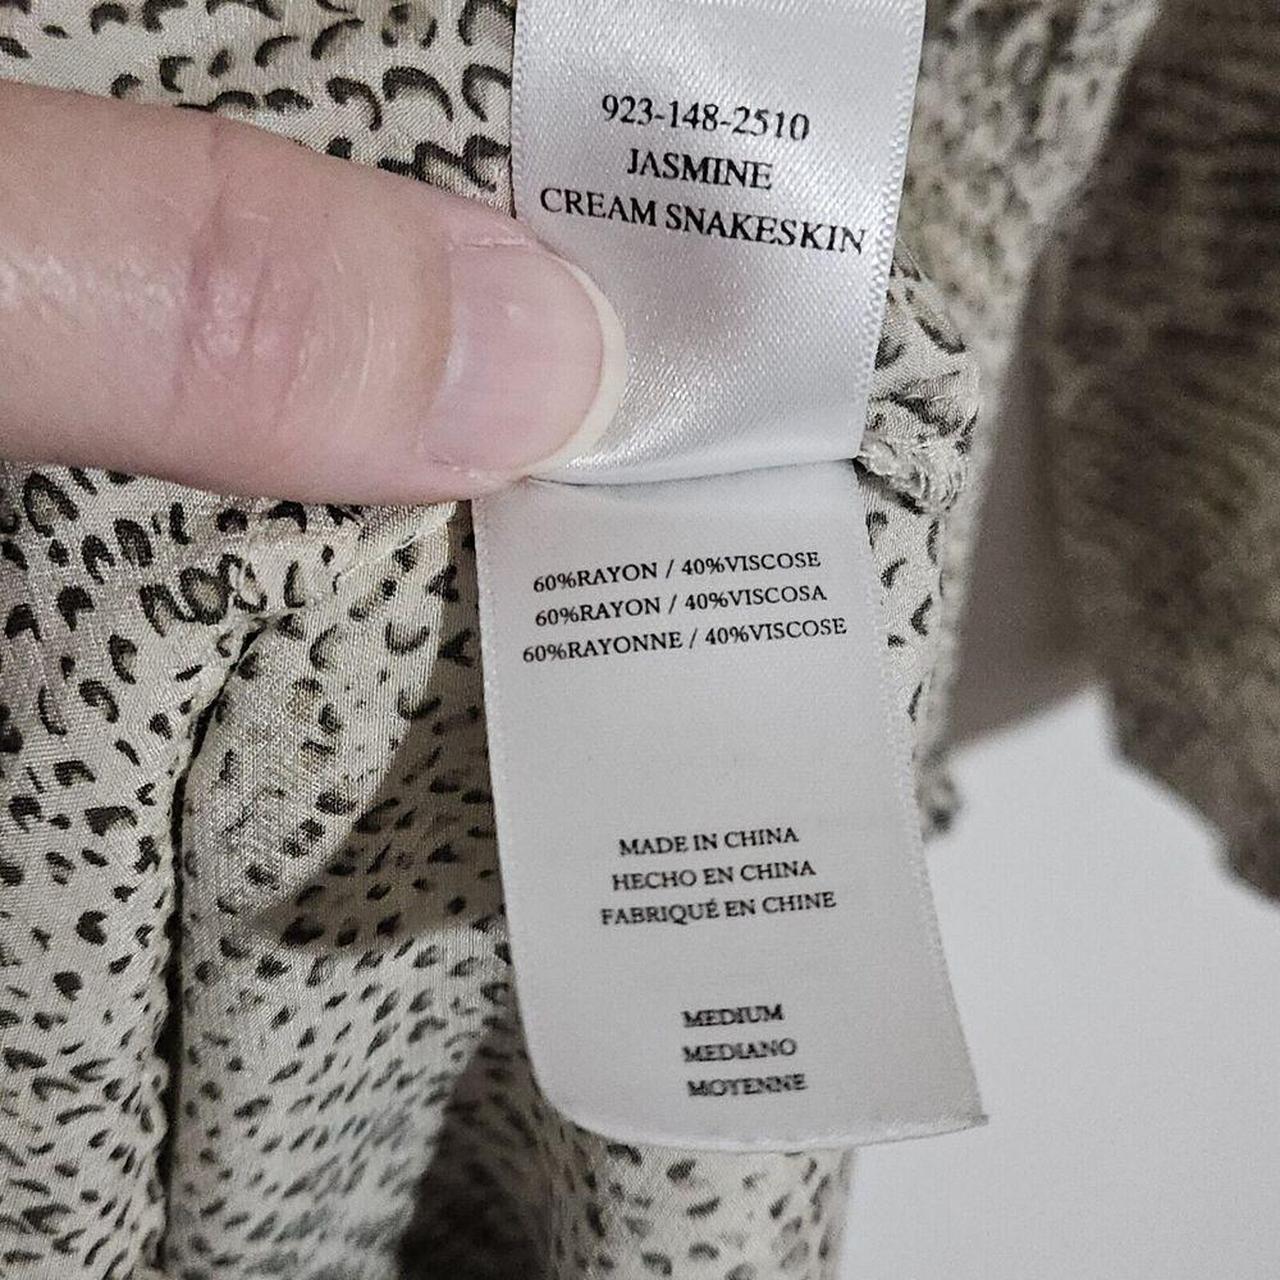 923-148-2510
JASMINE
CREAM SNAKESKIN
60%RAYON / 40%VISCOSE
60%RAYON / 40%VISCOSA
60%RAYONNE / 40%VISCOSE
MADE IN CHINA
HECHO EN CHINA
FABRIQUÉ EN CHINE
MEDIUM
MEDIANO
MOYENNE